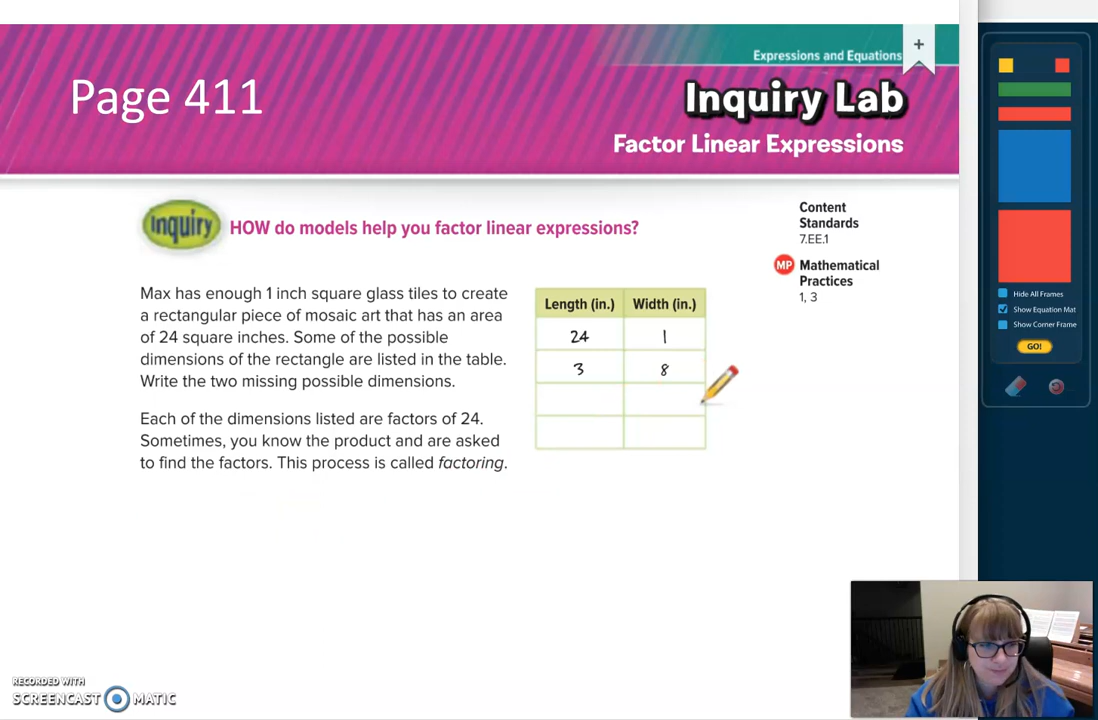 Expressions and Equations
+
Page 411
Inquiry Lab
Factor Linear Expressions
Inquiry
HOW do models help you factor linear expressions?
Content
Standards
7.EE.1
MP Mathematical
Practices
1, 3
Max has enough 1 inch square glass tiles to create
a rectangular piece of mosaic art that has an area
of 24 square inches. Some of the possible
dimensions of the rectangle are listed in the table.
Write the two missing possible dimensions.
Each of the dimensions listed are factors of 24.
Sometimes, you know the product and are asked
to find the factors. This process is called factoring.
Length (in.) Width (in.)
24 1
3 8
Hide All Frames
Show Equation Mat
Show Corner Frame
GO!
RECORDED WITH
SCREENCAST MATIC